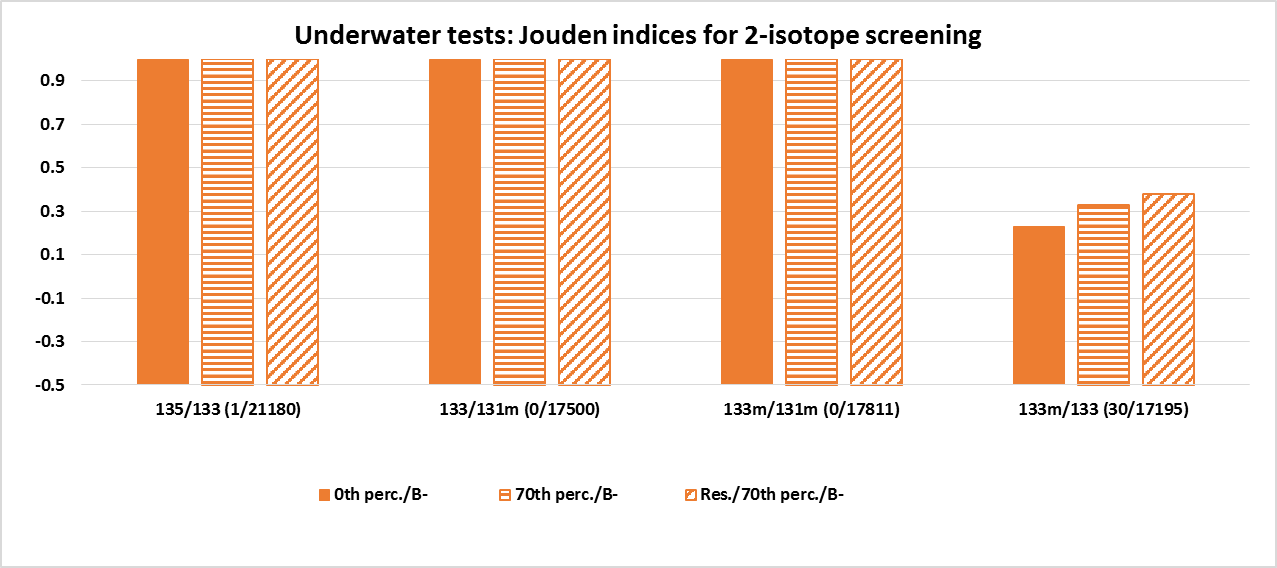 Underwater tests: Jouden indices for 2-isotope screening
0.9
0.7
0.5
0.3
0.1
-0.1
-0.3
-0.5
135/133 (1/21180) 133/131m (0/17500) 133m/131m (0/17811) 133m/133 (30/17195)
0th perc./B- 70th perc./B- Res./70th perc./B-